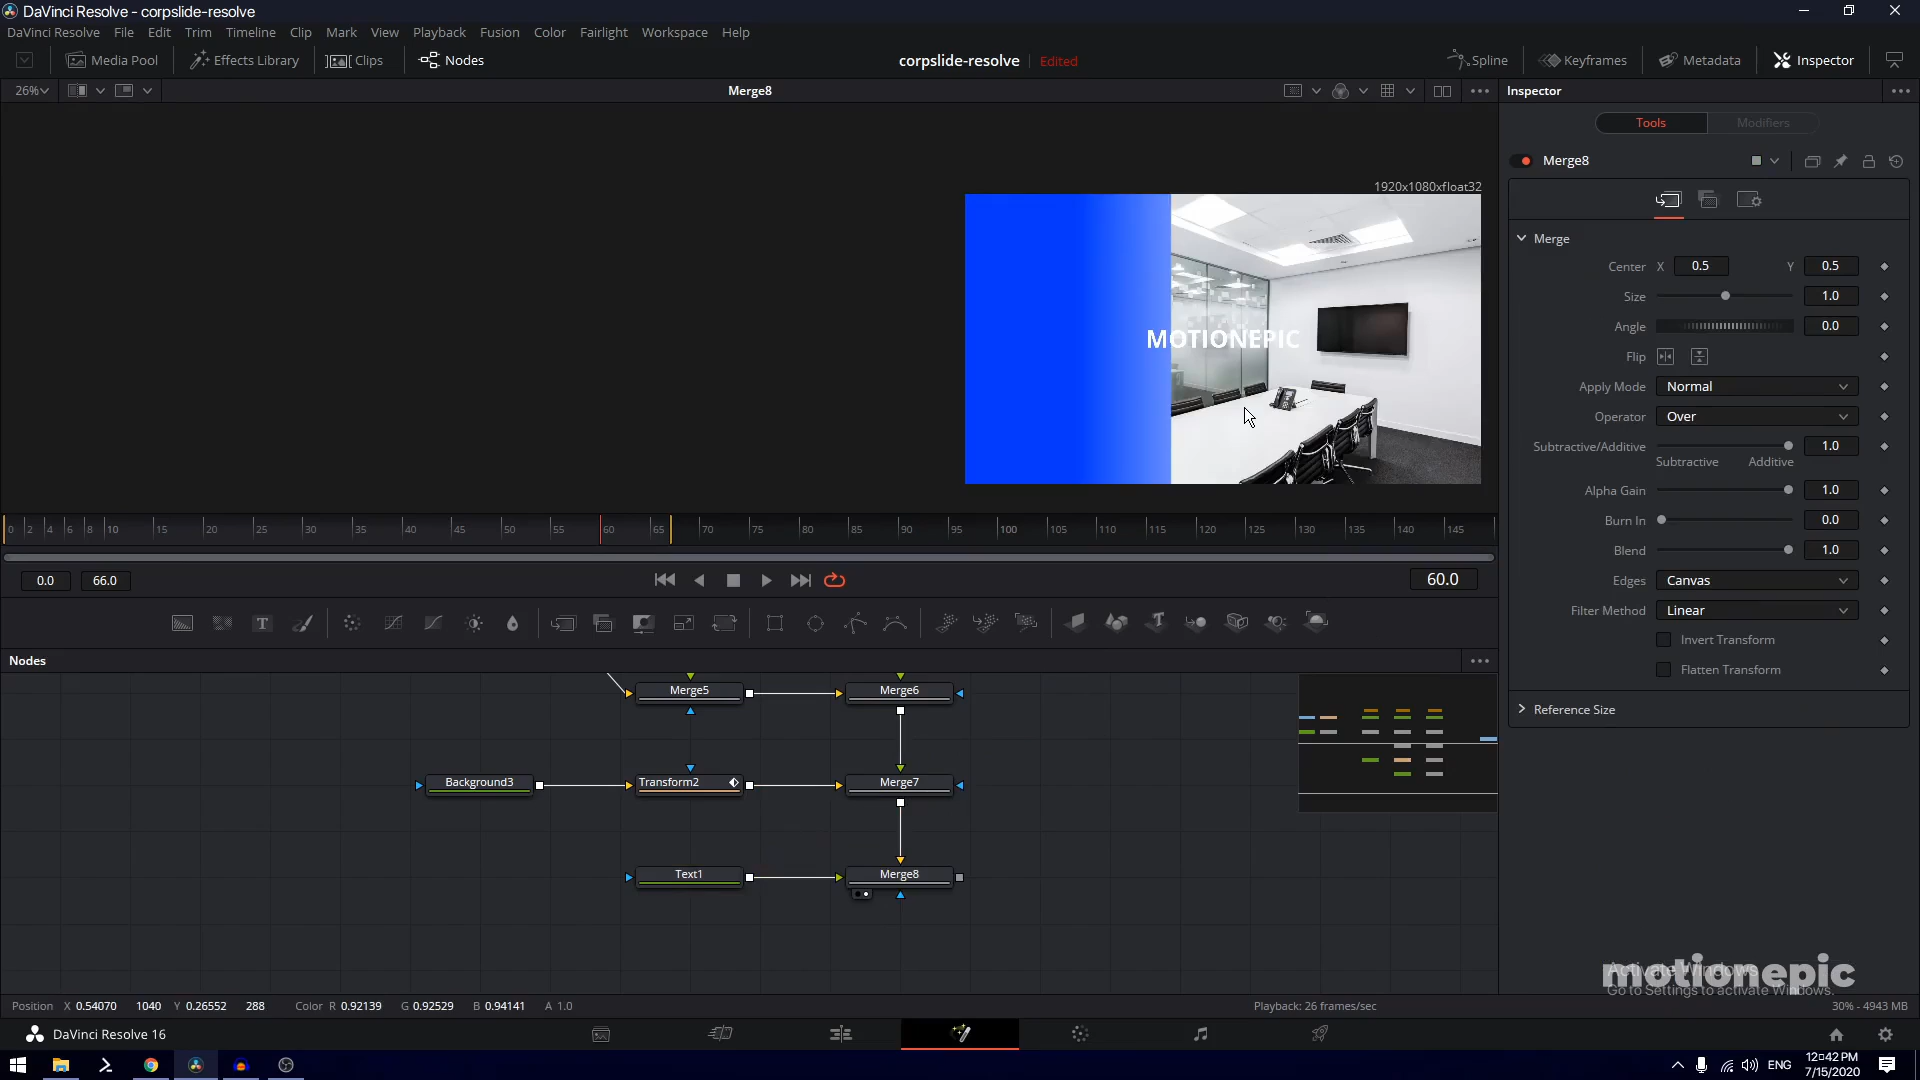 DaVinci Resolve - corpslide-resolve
DaVinci Resolve File Edit Trim Timeline Clip Mark View Playback Fusion Color Fairlight Workspace Help
Media Pool Effects Library Clips Nodes corpslide-resolve Edited Spline Keyframes Metadata Inspector
26% Merge8 Inspector
Tools Modifiers
Merge8
1920x1080xfloat32
MOTIONEPIC
Merge
Center X 0.5 Y 0.5
Size 1.0
Angle 0.0
Flip
Apply Mode Normal
Operator Over
Subtractive/Additive 1.0
Subtractive Additive
Alpha Gain 1.0
Burn In 0.0
Blend 1.0
Edges Canvas
Filter Method Linear
Invert Transform
Flatten Transform
Reference Size
0 2 4 6 8 10 15 20 25 30 35 40 45 50 55 60 65 70 75 80 85 90 95 100 105 110 115 120 125 130 135 140 145
0.0 66.0 60.0
Nodes
Merge5 Merge6
Background3 Transform2 Merge7
Text1 Merge8
motionepic
Activate Windows
Go to Settings to activate Windows.
Position X 0.54070 1040 Y 0.26552 288 Color R 0.92139 G 0.92529 B 0.94141 A 1.0 Playback: 26 frames/sec 30% - 4943 MB
DaVinci Resolve 16
ENG 12:42 PM
7/15/2020